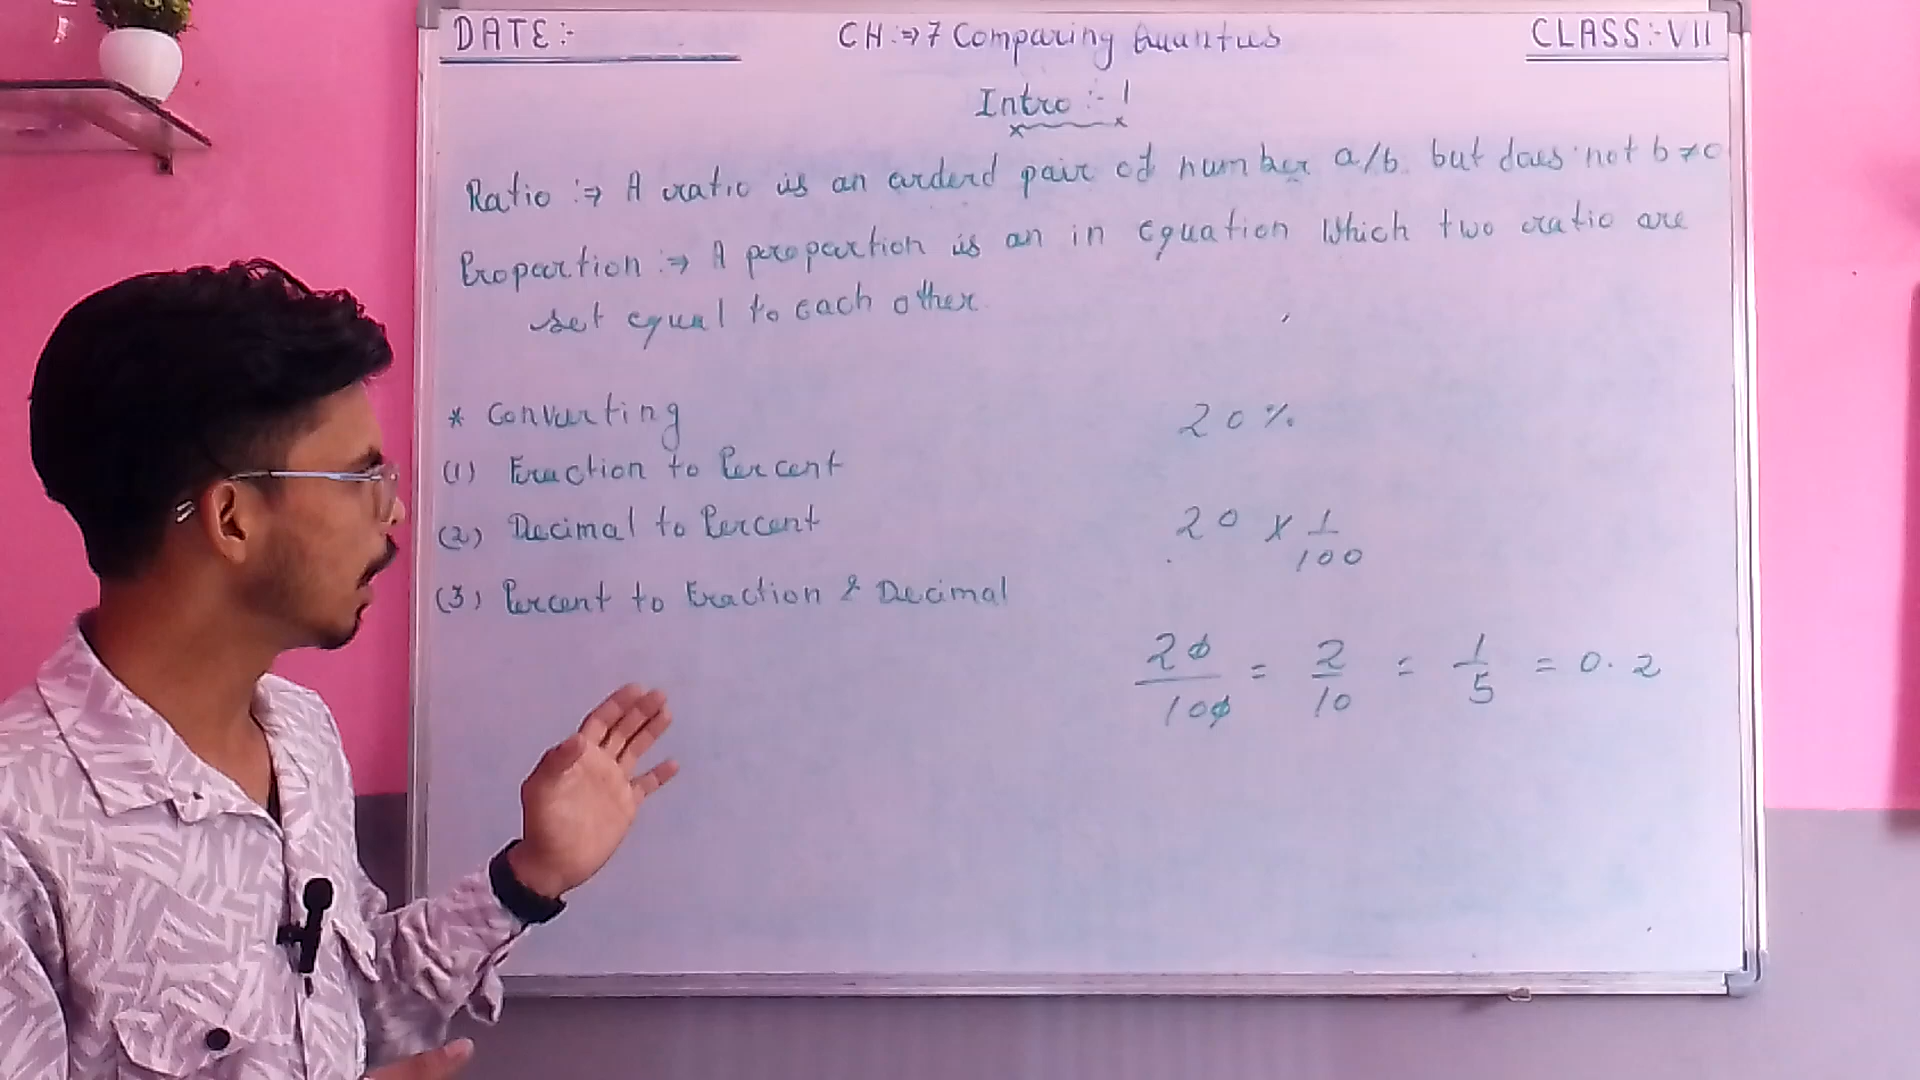 DATE:-
CH:⇒7 Comparing Quantus
CLASS:-VII
Intro:-1
Ratio :⇒ A ratio is an orderd pair of number a/b. but does not b≠0
Proportion :⇒ A proportion is an in equation which two ratio are
set equal to each other.
* Converting
(1) Fraction to Percent
(2) Decimal to Percent
(3) Percent to Fraction & Decimal
20%
20 x 1/100
20/100 = 2/10 = 1/5 = 0.2